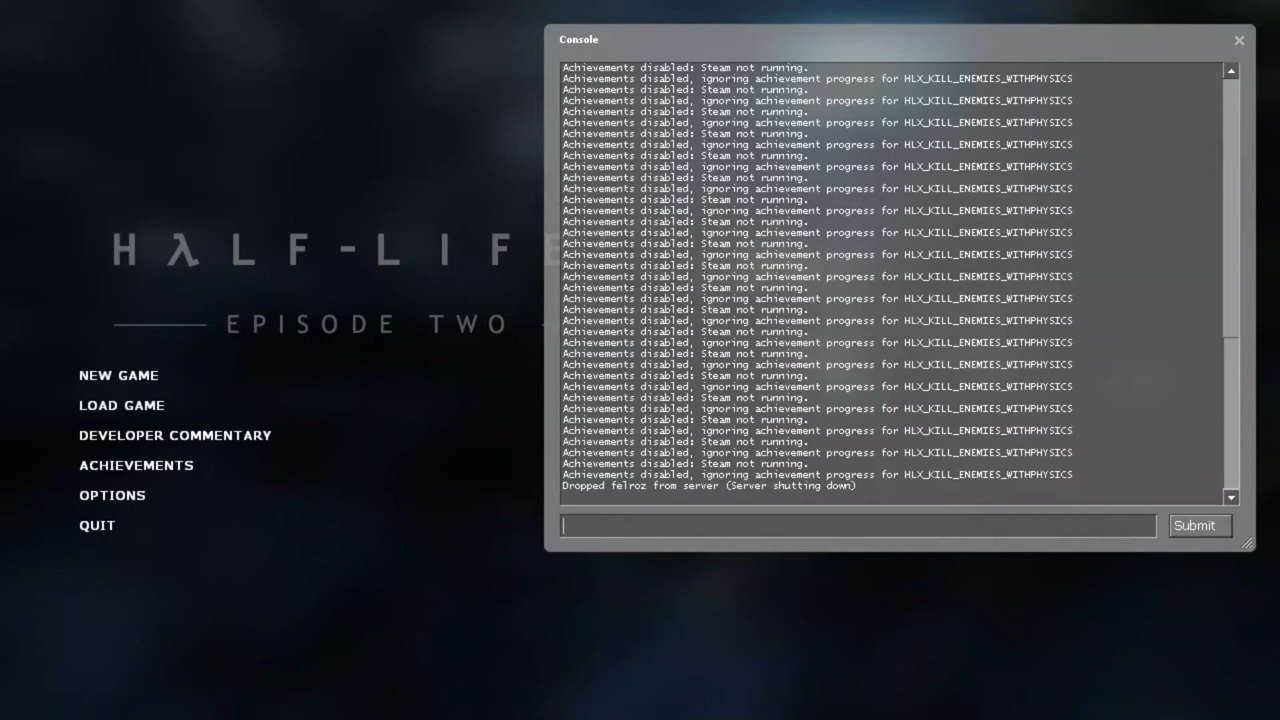 HλLF-LIFE
EPISODE TWO
NEW GAME
LOAD GAME
DEVELOPER COMMENTARY
ACHIEVEMENTS
OPTIONS
QUIT
Console
Achievements disabled: Steam not running.
Achievements disabled, ignoring achievement progress for HLX_KILL_ENEMIES_WITHPHYSICS
Achievements disabled: Steam not running.
Achievements disabled, ignoring achievement progress for HLX_KILL_ENEMIES_WITHPHYSICS
Achievements disabled: Steam not running.
Achievements disabled, ignoring achievement progress for HLX_KILL_ENEMIES_WITHPHYSICS
Achievements disabled: Steam not running.
Achievements disabled, ignoring achievement progress for HLX_KILL_ENEMIES_WITHPHYSICS
Achievements disabled: Steam not running.
Achievements disabled, ignoring achievement progress for HLX_KILL_ENEMIES_WITHPHYSICS
Achievements disabled: Steam not running.
Achievements disabled, ignoring achievement progress for HLX_KILL_ENEMIES_WITHPHYSICS
Achievements disabled: Steam not running.
Achievements disabled, ignoring achievement progress for HLX_KILL_ENEMIES_WITHPHYSICS
Achievements disabled: Steam not running.
Achievements disabled, ignoring achievement progress for HLX_KILL_ENEMIES_WITHPHYSICS
Achievements disabled: Steam not running.
Achievements disabled, ignoring achievement progress for HLX_KILL_ENEMIES_WITHPHYSICS
Achievements disabled: Steam not running.
Achievements disabled, ignoring achievement progress for HLX_KILL_ENEMIES_WITHPHYSICS
Achievements disabled: Steam not running.
Achievements disabled, ignoring achievement progress for HLX_KILL_ENEMIES_WITHPHYSICS
Achievements disabled: Steam not running.
Achievements disabled, ignoring achievement progress for HLX_KILL_ENEMIES_WITHPHYSICS
Achievements disabled: Steam not running.
Achievements disabled, ignoring achievement progress for HLX_KILL_ENEMIES_WITHPHYSICS
Achievements disabled: Steam not running.
Achievements disabled, ignoring achievement progress for HLX_KILL_ENEMIES_WITHPHYSICS
Achievements disabled: Steam not running.
Achievements disabled, ignoring achievement progress for HLX_KILL_ENEMIES_WITHPHYSICS
Achievements disabled: Steam not running.
Achievements disabled, ignoring achievement progress for HLX_KILL_ENEMIES_WITHPHYSICS
Achievements disabled: Steam not running.
Achievements disabled, ignoring achievement progress for HLX_KILL_ENEMIES_WITHPHYSICS
Achievements disabled: Steam not running.
Achievements disabled, ignoring achievement progress for HLX_KILL_ENEMIES_WITHPHYSICS
Achievements disabled: Steam not running.
Achievements disabled, ignoring achievement progress for HLX_KILL_ENEMIES_WITHPHYSICS
Dropped felroz from server (Server shutting down)
Submit